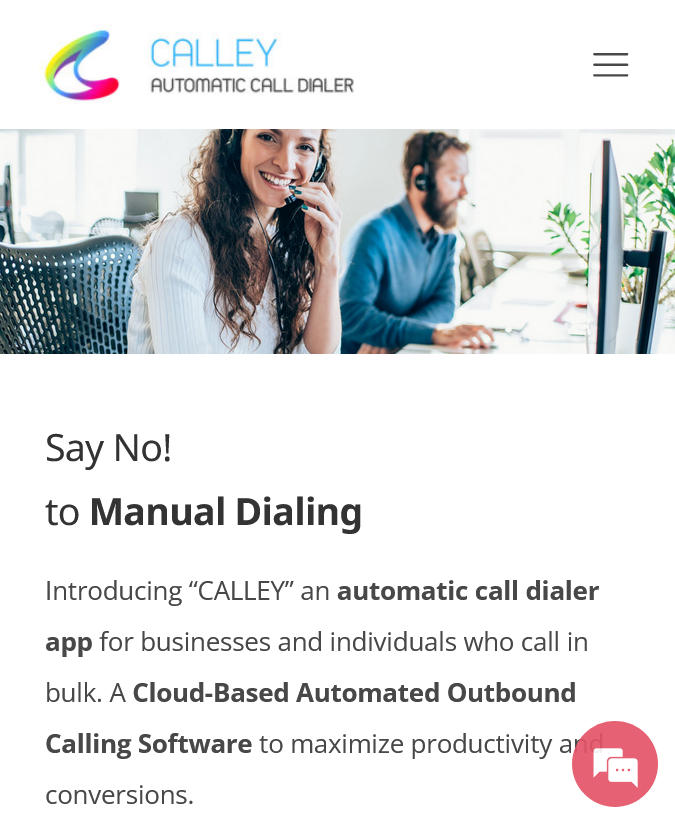 CALLEY
AUTOMATIC CALL DIALER
Say No!
to Manual Dialing
Introducing “CALLEY” an automatic call dialer
app for businesses and individuals who call in
bulk. A Cloud-Based Automated Outbound
Calling Software to maximize productivity and
conversions.